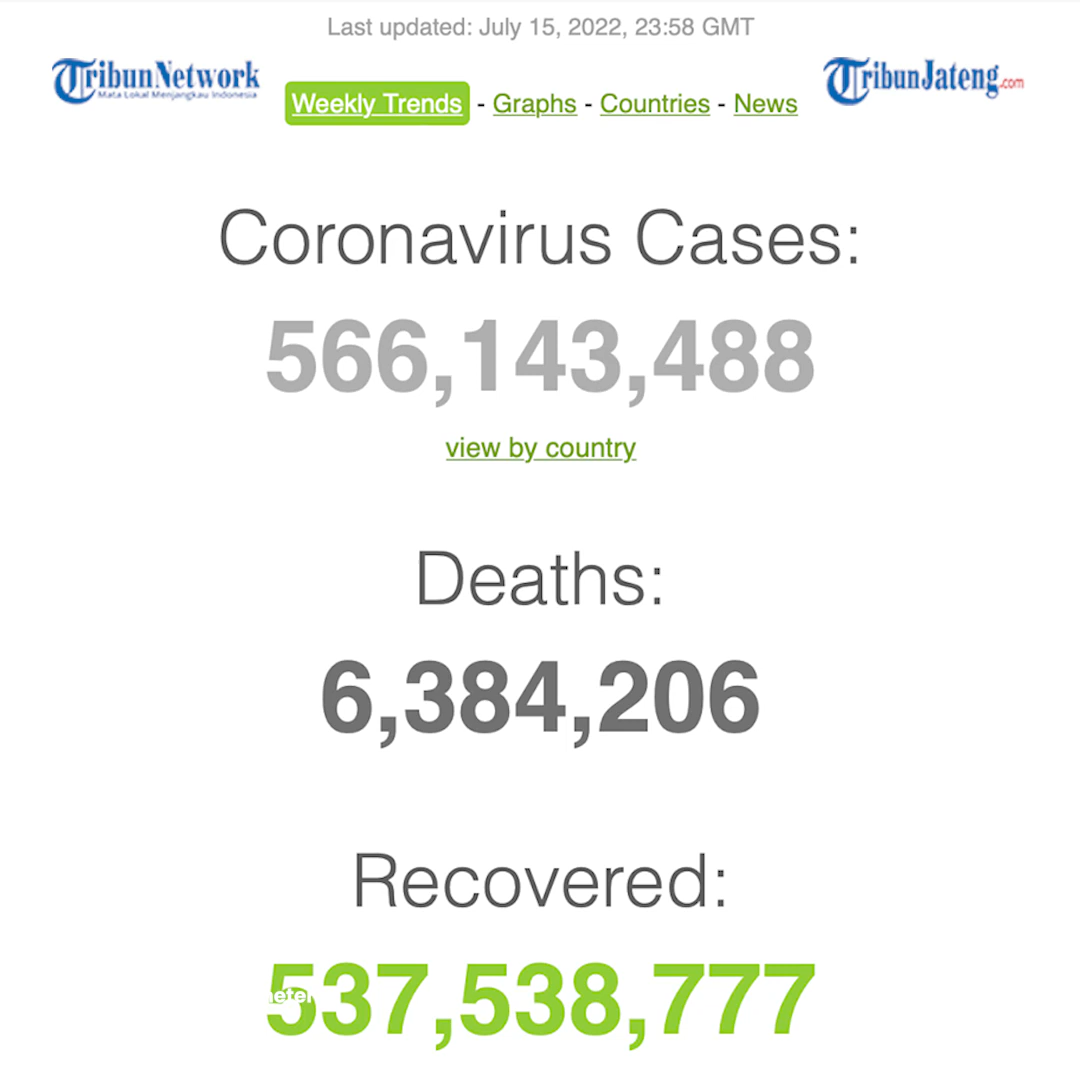 Last updated: July 15, 2022, 23:58 GMT
TribunNetwork
Mata Lokal Menjangkau Indonesia
Weekly Trends - Graphs - Countries - News
TribunJateng.com
Coronavirus Cases:
566,143,488
view by country
Deaths:
6,384,206
Recovered:
537,538,777